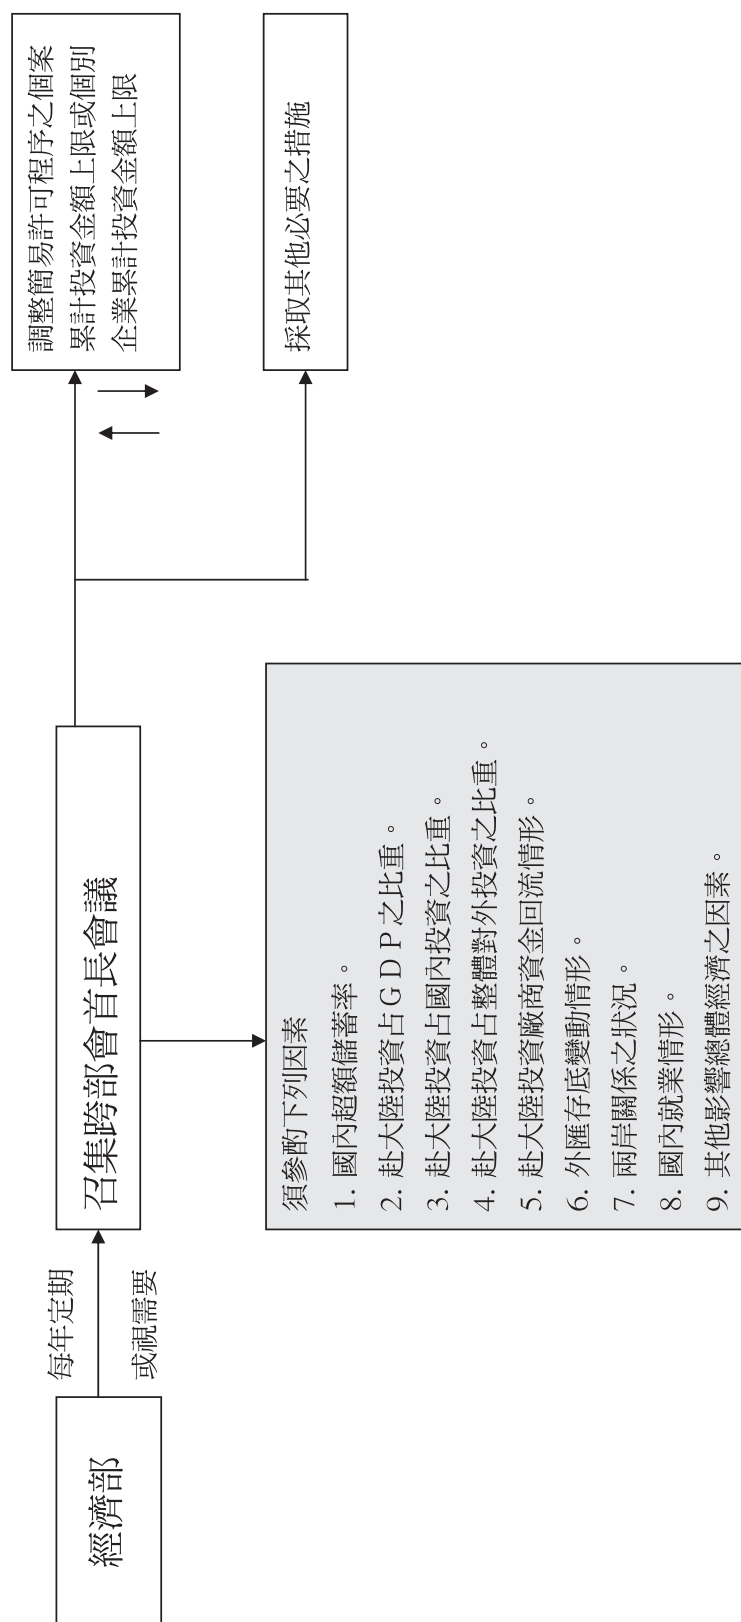 經濟部
每年定期
或視需要
召集跨部會首長會議
須參酌下列因素
1. 國內超額儲蓄率。
2. 赴大陸投資占GDP之比重。
3. 赴大陸投資占國內投資之比重。
4. 赴大陸投資占整體對外投資之比重。
5. 赴大陸投資廠商資金回流情形。
6. 外匯存底變動情形。
7. 兩岸關係之狀況。
8. 國內就業情形。
9. 其他影響總體經濟之因素。
調整簡易許可程序之個案
累計投資金額上限或個別
企業累計投資金額上限
採取其他必要之措施